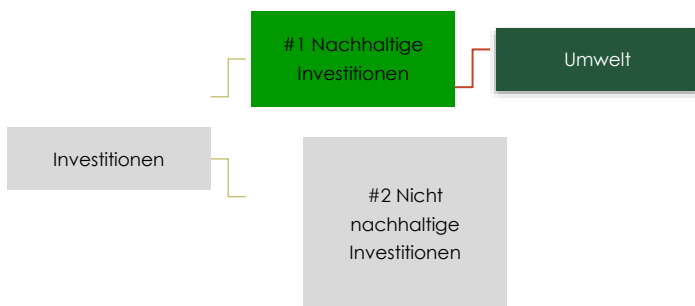 #1 Nachhaltige
Investitionen
Umwelt
Investitionen
#2 Nicht
nachhaltige
Investitionen